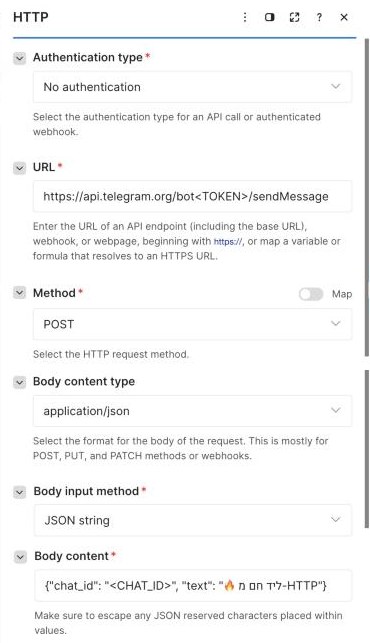 HTTP
Authentication type *
No authentication
Select the authentication type for an API call or authenticated
webhook.
URL *
https://api.telegram.org/bot<TOKEN>/sendMessage
Enter the URL of an API endpoint (including the base URL),
webhook, or webpage, beginning with https://, or map a variable or
formula that resolves to an HTTPS URL.
Method *
Map
POST
Select the HTTP request method.
Body content type
application/json
Select the format for the body of the request. This is mostly for
POST, PUT, and PATCH methods or webhooks.
Body input method *
JSON string
Body content *
{"chat_id": "<CHAT_ID>", "text": "🔥 ליד חם מ-HTTP"}
Make sure to escape any JSON reserved characters placed within
values.